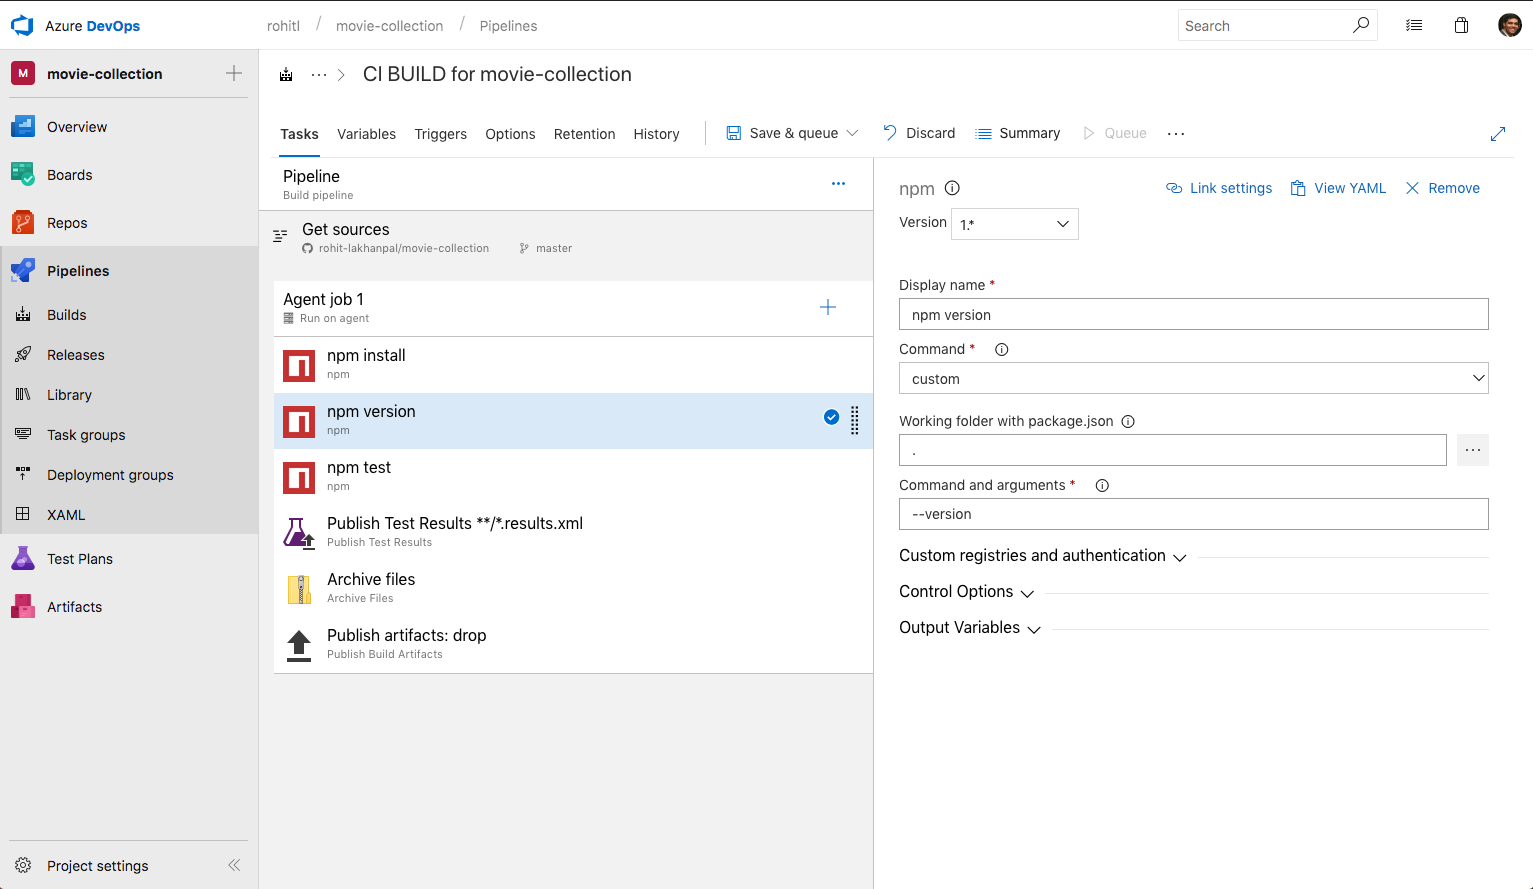 Azure DevOps
rohitl / movie-collection / Pipelines
Search
M movie-collection
Overview
Boards
Repos
Pipelines
Builds
Releases
Library
Task groups
Deployment groups
XAML
Test Plans
Artifacts
Project settings
... > CI BUILD for movie-collection
Tasks Variables Triggers Options Retention History Save & queue Discard Summary Queue ...
Pipeline
Build pipeline
Get sources
rohit-lakhanpal/movie-collection master
Agent job 1
Run on agent
npm install
npm
npm version
npm
npm test
npm
Publish Test Results **/*.results.xml
Publish Test Results
Archive files
Archive Files
Publish artifacts: drop
Publish Build Artifacts
npm Link settings View YAML Remove
Version 1.*
Display name *
npm version
Command *
custom
Working folder with package.json
.
...
Command and arguments *
--version
Custom registries and authentication
Control Options
Output Variables